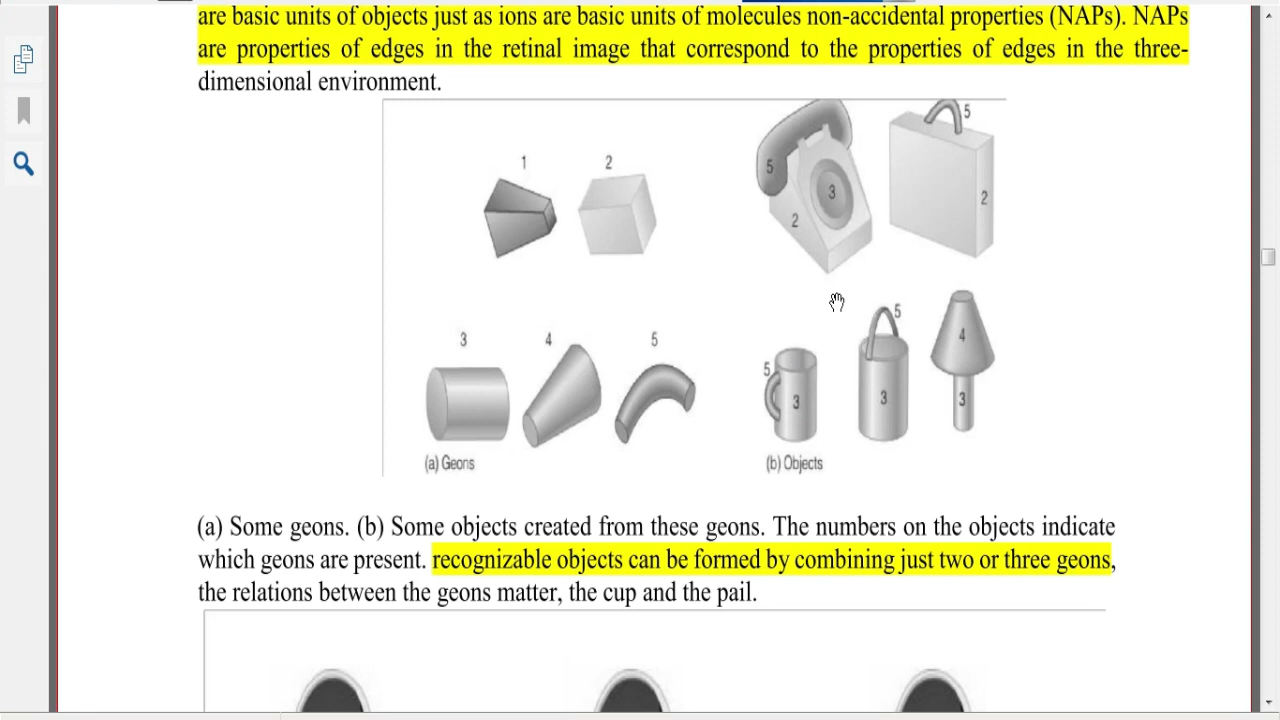 are basic units of objects just as ions are basic units of molecules non-accidental properties (NAPs). NAPs
are properties of edges in the retinal image that correspond to the properties of edges in the three-
dimensional environment.
1 2
3 4 5
(a) Geons
5 3 2
5 2
5 3
5 3
4 3
(b) Objects
(a) Some geons. (b) Some objects created from these geons. The numbers on the objects indicate
which geons are present. recognizable objects can be formed by combining just two or three geons,
the relations between the geons matter, the cup and the pail.